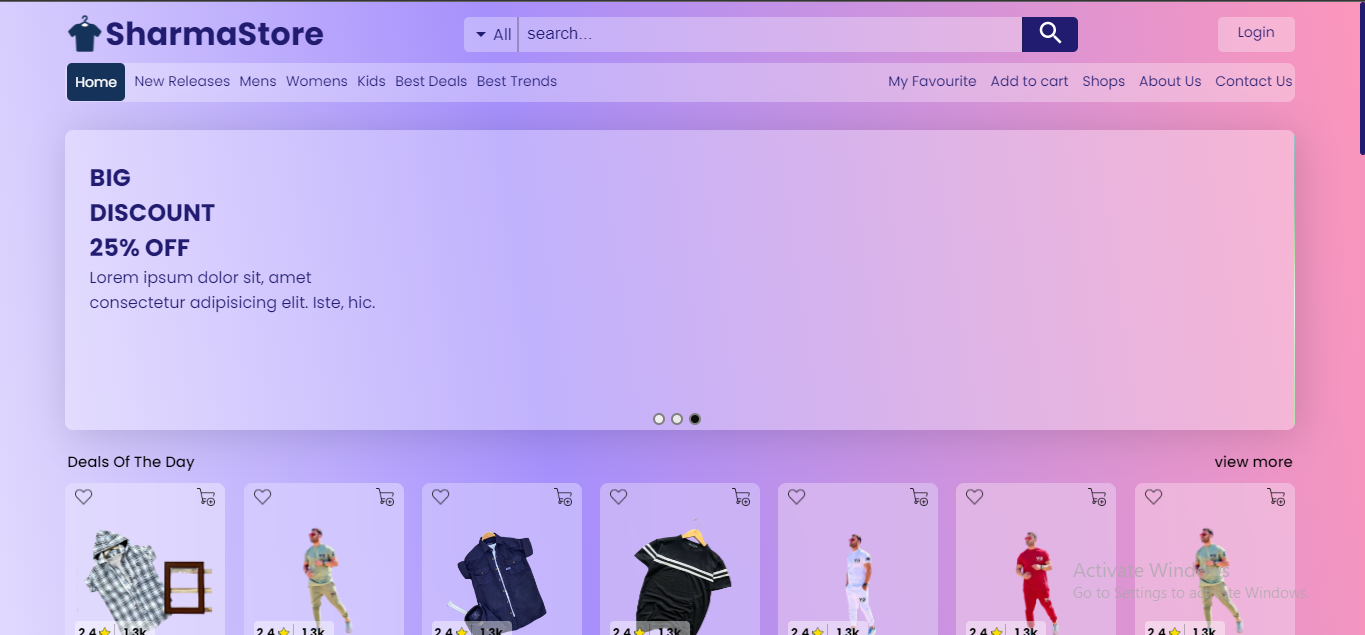 SharmaStore
All
search...
Login
Home New Releases Mens Womens Kids Best Deals Best Trends My Favourite Add to cart Shops About Us Contact Us
BIG
DISCOUNT
25% OFF
Lorem ipsum dolor sit, amet
consectetur adipisicing elit. Iste, hic.
Deals Of The Day view more
Activate Windows
Go to Settings to activate Windows.
2.4 1.3k 2.4 1.3k 2.4 1.3k 2.4 1.3k 2.4 1.3k 2.4 1.3k 2.4 1.3k